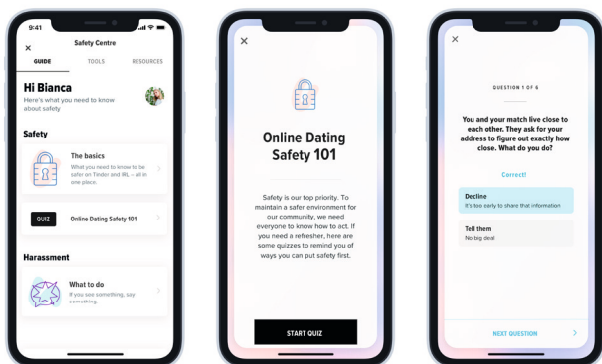 9:41
Safety Centre
GUIDE TOOLS RESOURCES
Hi Bianca
Here's what you
need to know
about safety
Safety
The basics
What you need to know to be
safer on Tinder and IRL – all in
one place.
QUIZ Online Dating Safety 101
Harassment
What to do
If you see something, say
Online Dating
Safety 101
Safety is our top priority. To
maintain a safer environment for
our community, we need
everyone to know how to act. If
you need a refresher, here are
some quizzes to remind you of
ways you can put safety first.
START QUIZ
QUESTION 1 OF 6
You and your match live close to
each other. They ask for your
address to figure out exactly how
close. What do you do?
Correct!
Decline
It's too early to share that information
Tell them
No big deal
NEXT QUESTION